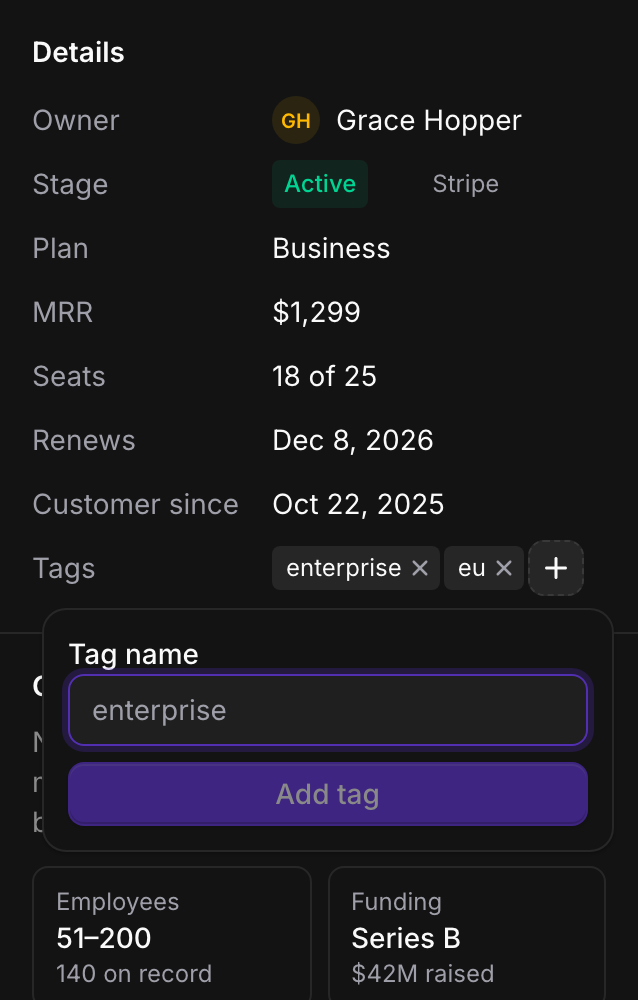 Details
Owner GH Grace Hopper
Stage Active Stripe
Plan Business
MRR $1,299
Seats 18 of 25
Renews Dec 8, 2026
Customer since Oct 22, 2025
Tags enterprise eu
Tag name
enterprise
Add tag
Employees Funding
51–200 Series B
140 on record $42M raised